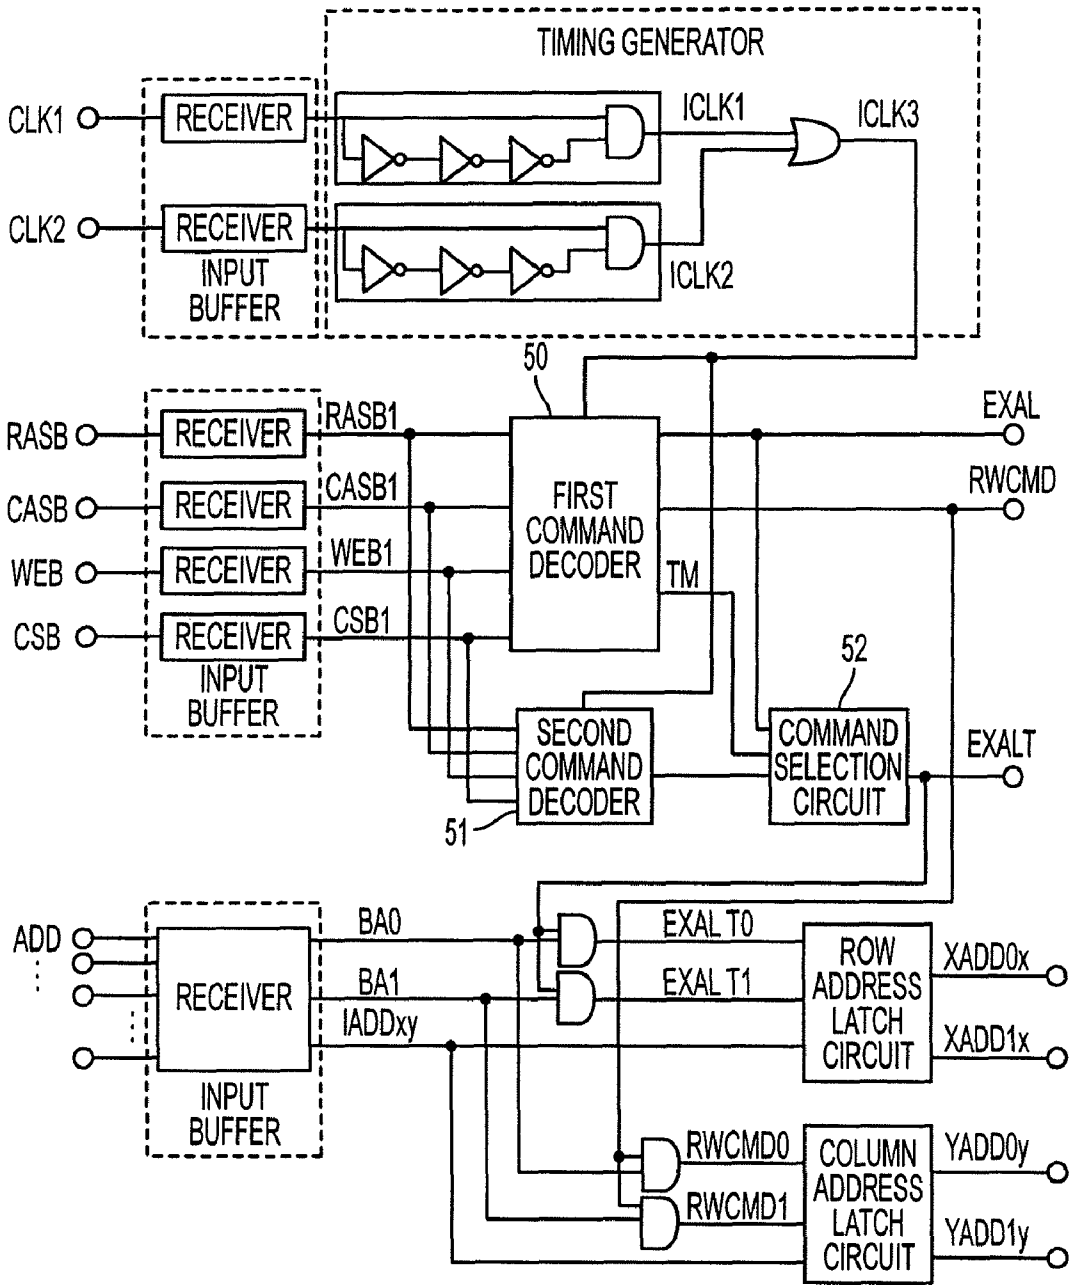 TIMING GENERATOR
CLK1
RECEIVER
ICLK1
ICLK3
CLK2
RECEIVER
INPUT
BUFFER
ICLK2
50
RASB
RECEIVER
RASB1
EXAL
CASB
RECEIVER
CASB1
FIRST
COMMAND
DECODER
RWCMD
WEB
RECEIVER
WEB1
TM
CSB
RECEIVER
CSB1
INPUT
BUFFER
52
SECOND
COMMAND
DECODER
51
COMMAND
SELECTION
CIRCUIT
EXALT
ADD
RECEIVER
INPUT
BUFFER
BA0
BA1
IADDxy
EXAL T0
EXAL T1
ROW
ADDRESS
LATCH
CIRCUIT
XADD0x
XADD1x
RWCMD0
RWCMD1
COLUMN
ADDRESS
LATCH
CIRCUIT
YADD0y
YADD1y